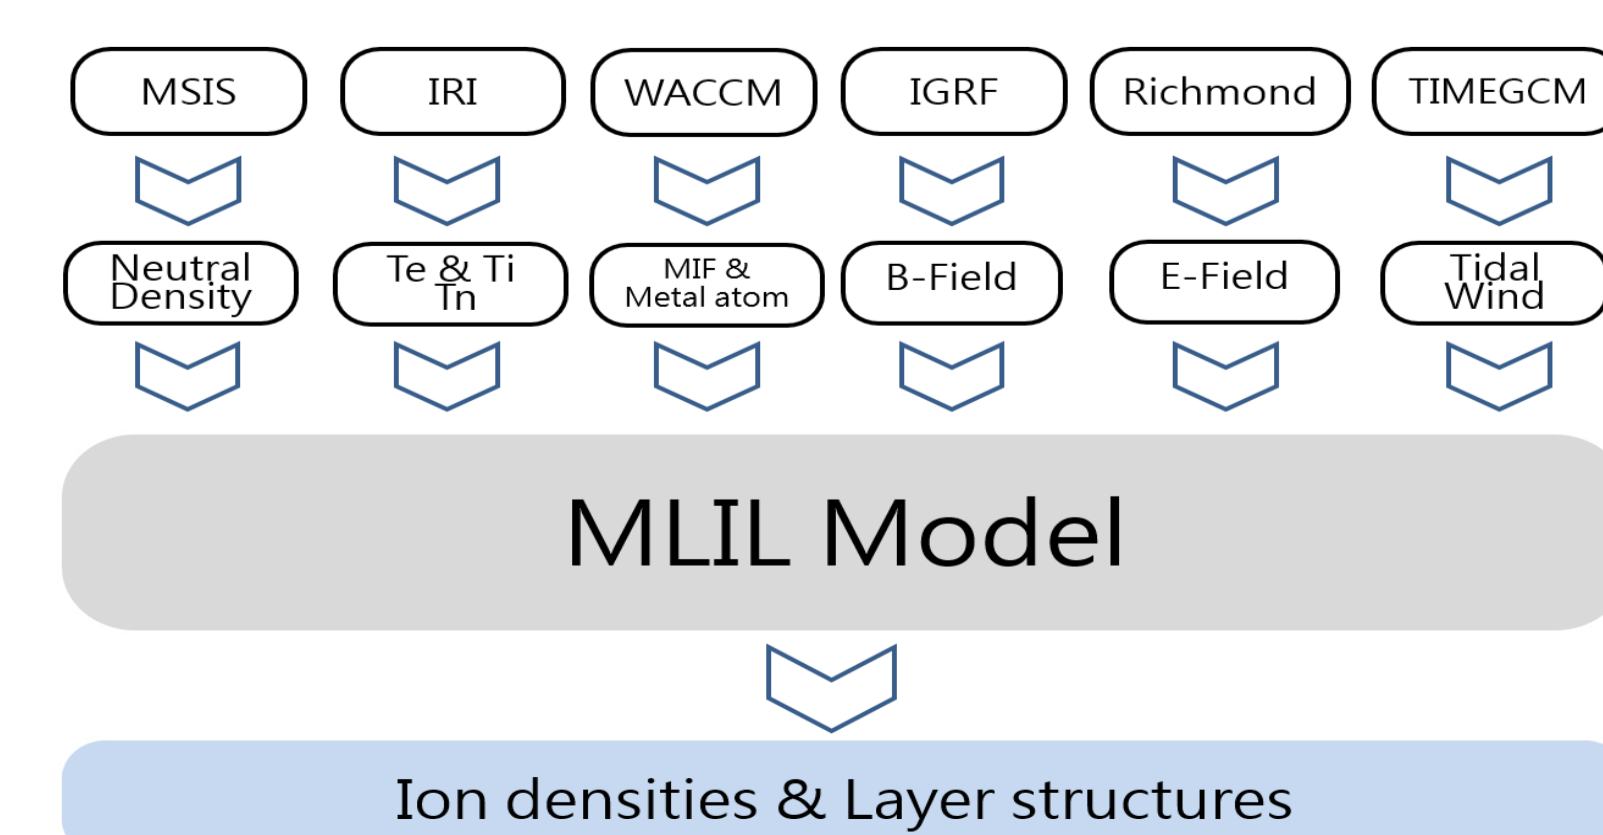 MSIS IRI WACCM IGRF Richmond TIMEGCM
Neutral Te & Ti MIF & B-Field E-Field Tidal
Density Tn Metal atom Wind
MLIL Model
Ion densities & Layer structures